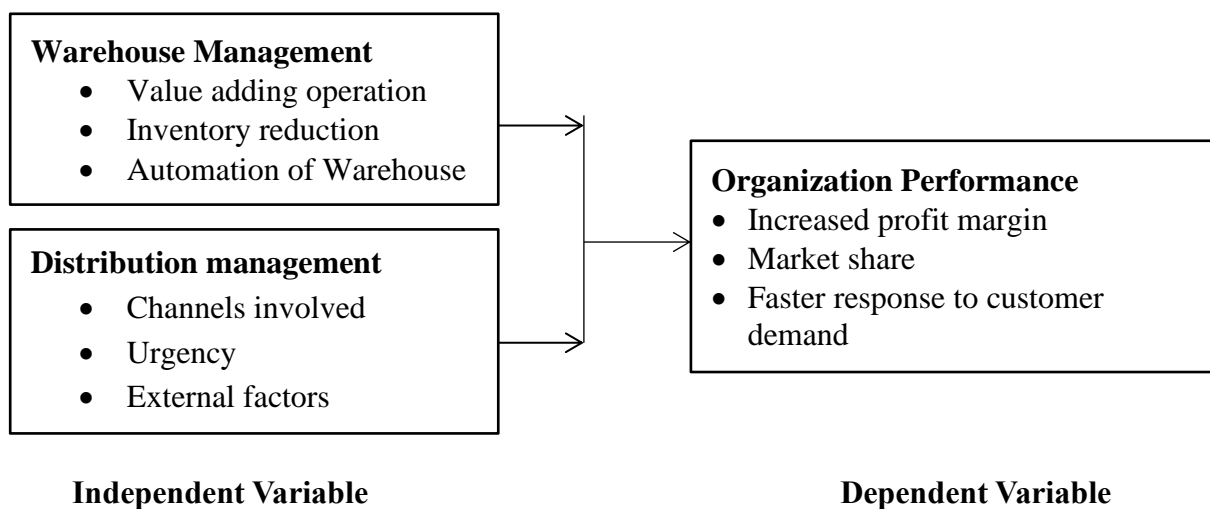 Warehouse Management
• Value adding operation
• Inventory reduction
• Automation of Warehouse
Distribution management
• Channels involved
• Urgency
• External factors
Organization Performance
• Increased profit margin
• Market share
• Faster response to customer
demand
Independent Variable
Dependent Variable